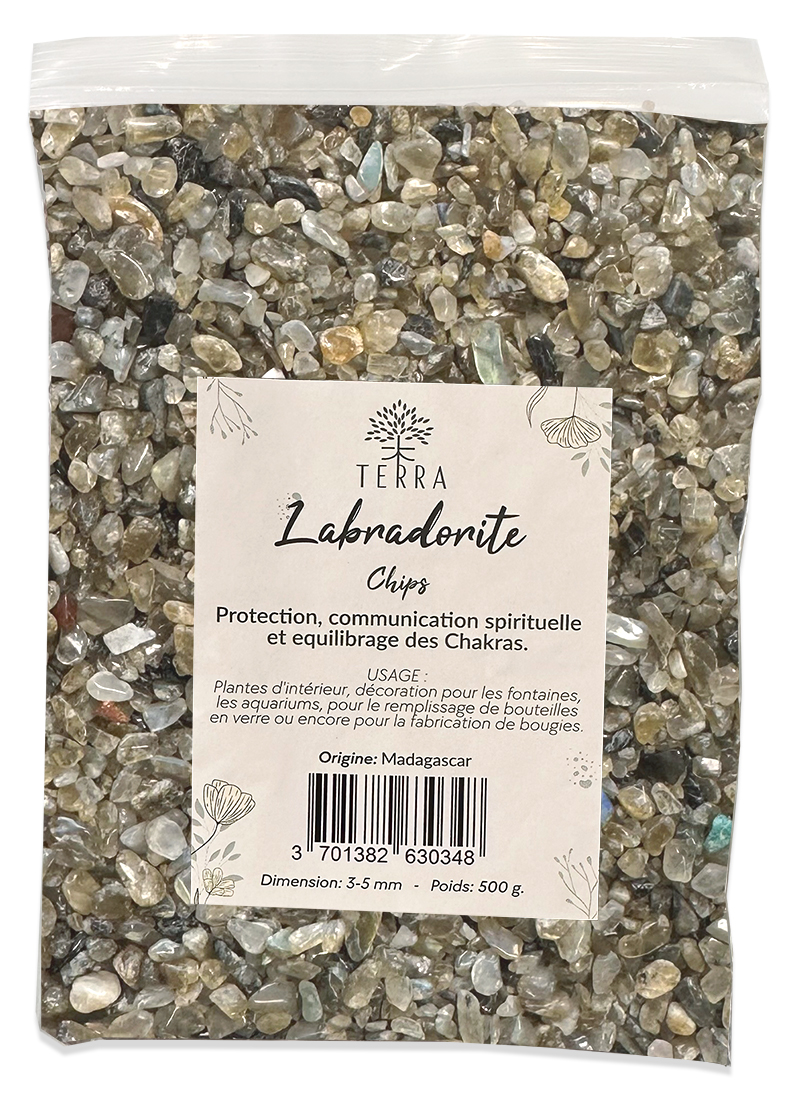 TERRA
Labradorite
Chips
Protection, communication spirituelle
et equilibrage des Chakras.
USAGE :
Plantes d'intérieur, décoration pour les fontaines,
les aquariums, pour le remplissage de bouteilles
en verre ou encore pour la fabrication de bougies.
Origine: Madagascar
3 701382 630348
Dimension: 3-5 mm - Poids: 500 g.